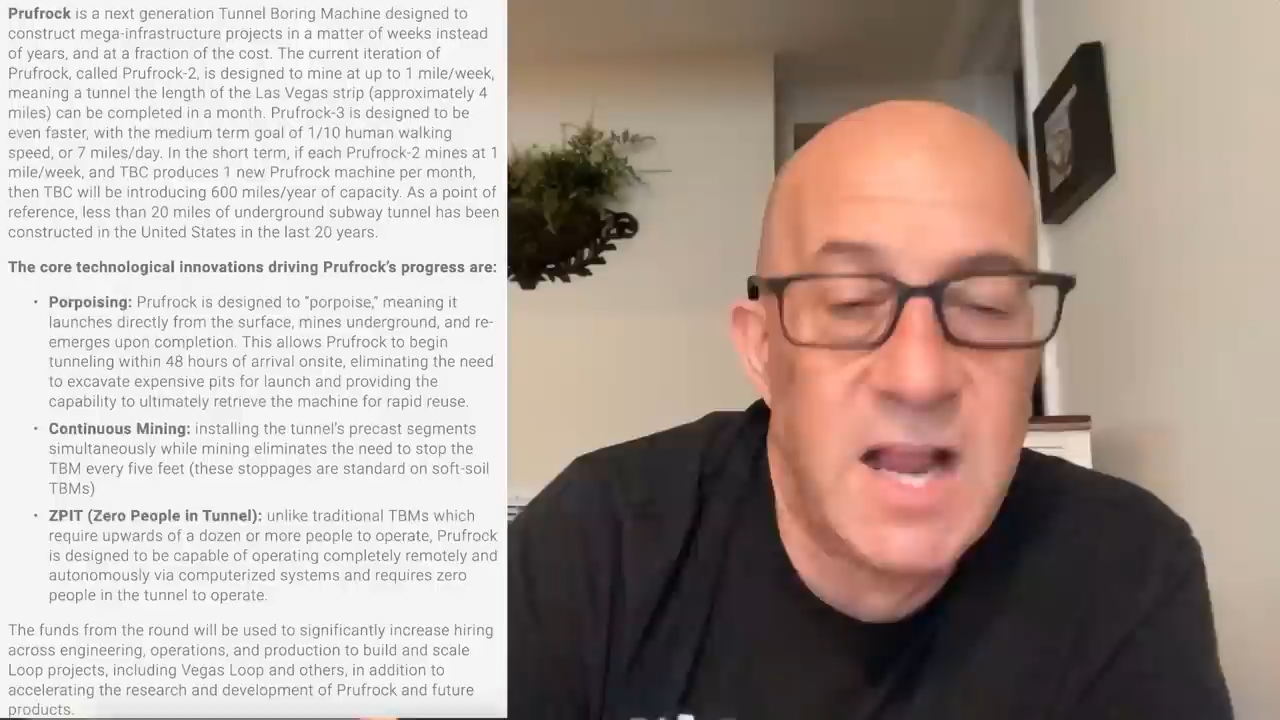 Prufrock is a next generation Tunnel Boring Machine designed to
construct mega-infrastructure projects in a matter of weeks instead
of years, and at a fraction of the cost. The current iteration of
Prufrock, called Prufrock-2, is designed to mine at up to 1 mile/week,
meaning a tunnel the length of the Las Vegas strip (approximately 4
miles) can be completed in a month. Prufrock-3 is designed to be
even faster, with the medium term goal of 1/10 human walking
speed, or 7 miles/day. In the short term, if each Prufrock-2 mines at 1
mile/week, and TBC produces 1 new Prufrock machine per month,
then TBC will be introducing 600 miles/year of capacity. As a point of
reference, less than 20 miles of underground subway tunnel has been
constructed in the United States in the last 20 years.
The core technological innovations driving Prufrock's progress are:
• Porpoising: Prufrock is designed to "porpoise," meaning it
launches directly from the surface, mines underground, and re-
emerges upon completion. This allows Prufrock to begin
tunneling within 48 hours of arrival onsite, eliminating the need
to excavate expensive pits for launch and providing the
capability to ultimately retrieve the machine for rapid reuse.
• Continuous Mining: installing the tunnel's precast segments
simultaneously while mining eliminates the need to stop the
TBM every five feet (these stoppages are standard on soft-soil
TBMs)
• ZPIT (Zero People in Tunnel): unlike traditional TBMs which
require upwards of a dozen or more people to operate, Prufrock
is designed to be capable of operating completely remotely and
autonomously via computerized systems and requires zero
people in the tunnel to operate.
The funds from the round will be used to significantly increase hiring
across engineering, operations, and production to build and scale
Loop projects, including Vegas Loop and others, in addition to
accelerating the research and development of Prufrock and future
products.